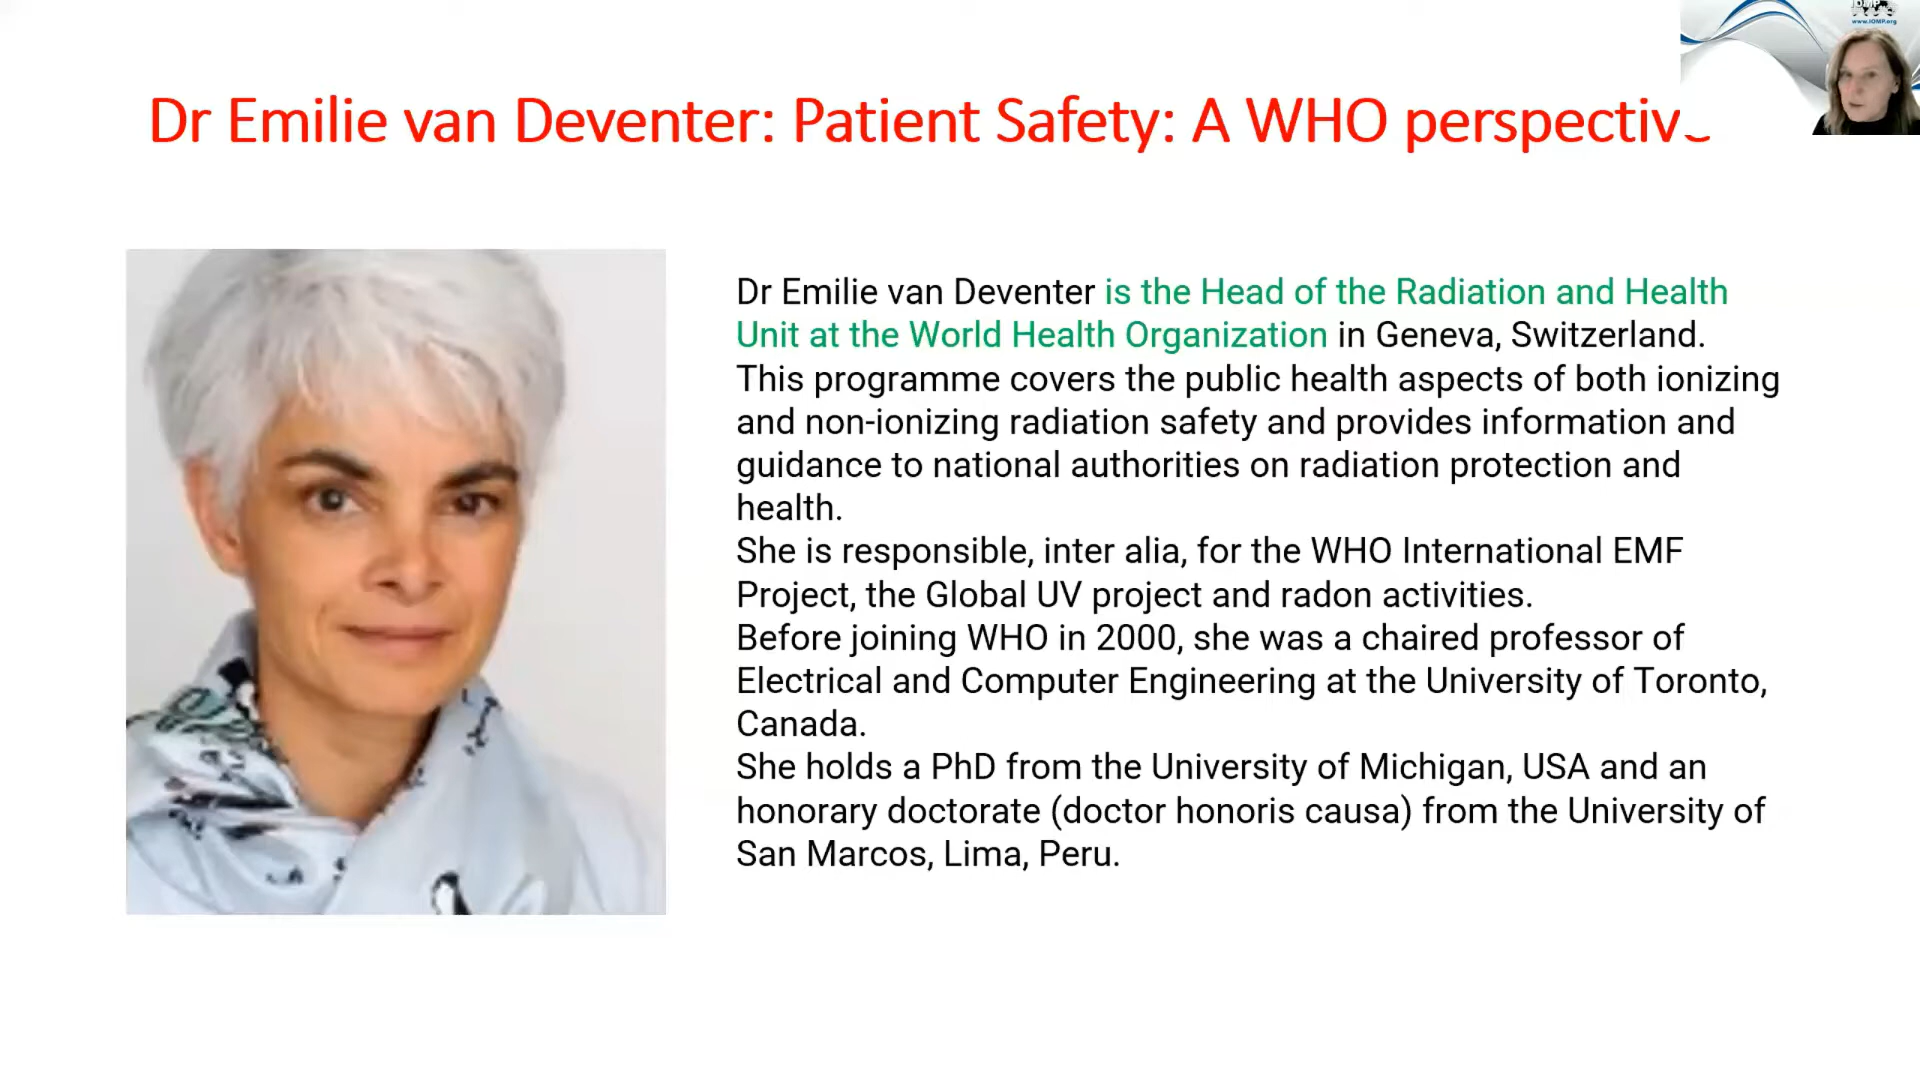 Dr Emilie van Deventer: Patient Safety: A WHO perspective
IOMP
www.IOMP.org
Dr Emilie van Deventer is the Head of the Radiation and Health
Unit at the World Health Organization in Geneva, Switzerland.
This programme covers the public health aspects of both ionizing
and non-ionizing radiation safety and provides information and
guidance to national authorities on radiation protection and
health.
She is responsible, inter alia, for the WHO International EMF
Project, the Global UV project and radon activities.
Before joining WHO in 2000, she was a chaired professor of
Electrical and Computer Engineering at the University of Toronto,
Canada.
She holds a PhD from the University of Michigan, USA and an
honorary doctorate (doctor honoris causa) from the University of
San Marcos, Lima, Peru.